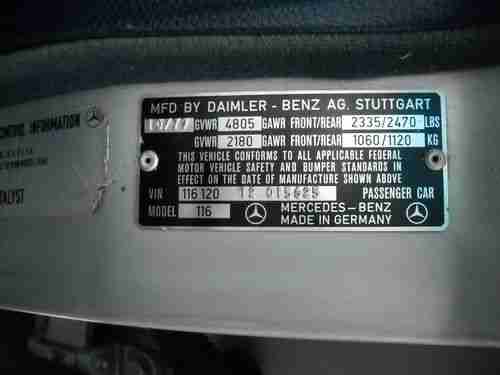 MFD BY DAIMLER - BENZ AG. STUTTGART
GVWR 4805 GAWR FRONT/REAR 2335/2470 LBS
GVWR 2180 GAWR FRONT/REAR 1060/1120 KG
THIS VEHICLE CONFORMS TO ALL APPLICABLE FEDERAL
MOTOR VEHICLE SAFETY AND BUMPER STANDARDS IN
EFFECT ON THE DATE OF MANUFACTURE SHOWN ABOVE
VIN 116 120 12 PASSENGER CAR
MODEL 116 MERCEDES-BENZ
MADE IN GERMANY
INFORMATION